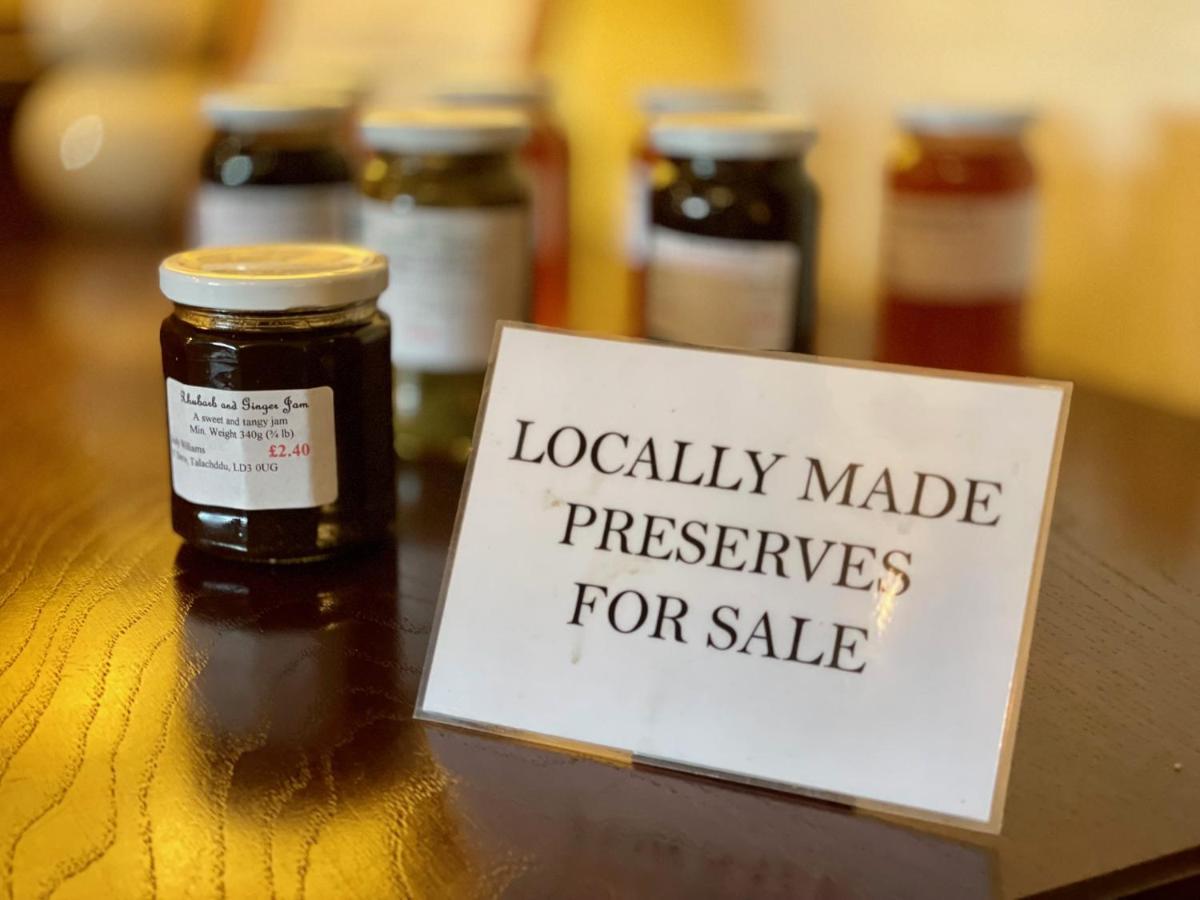 Rhubarb and Ginger Jam
A sweet and tangy jam
Min. Weight 340g (¾ lb)
Williams
£2.40
Talachddu, LD3 0UG
LOCALLY MADE
PRESERVES
FOR SALE